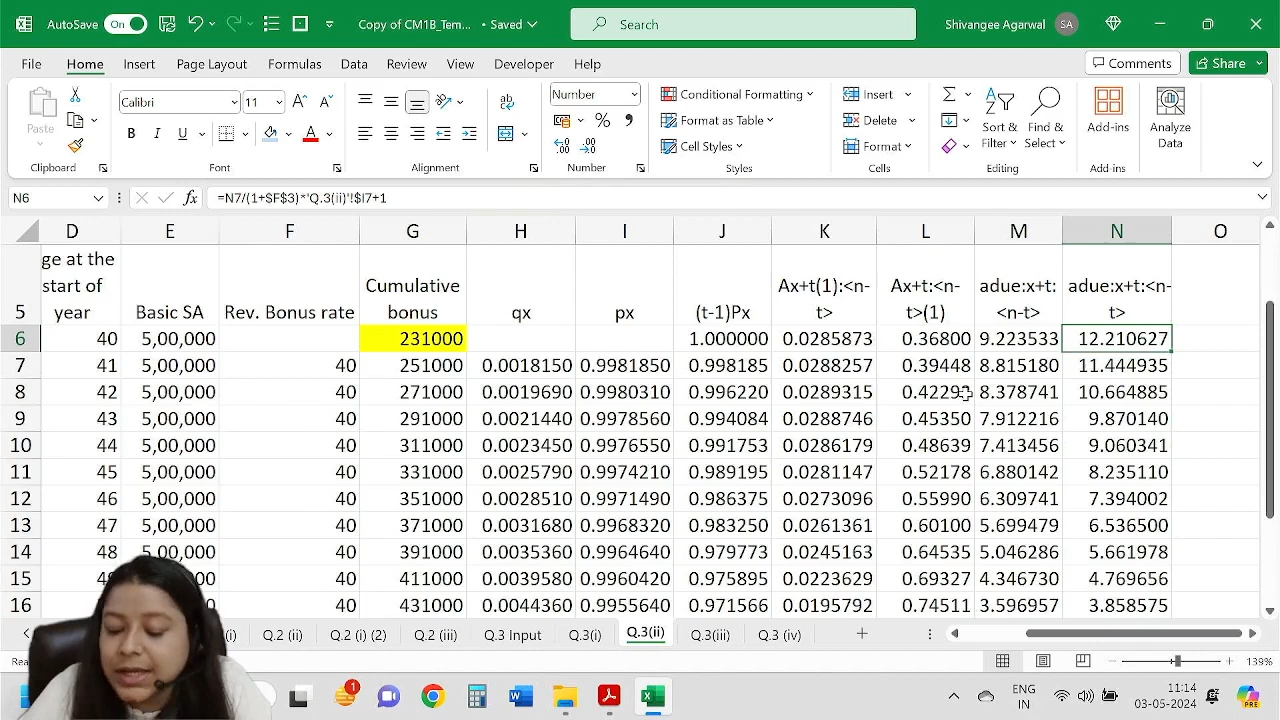 AutoSave On Copy of CM1B_Tem... • Saved Search Shivangee Agarwal SA
File Home Insert Page Layout Formulas Data Review View Developer Help Comments Share
Paste Calibri 11 B I U Number Conditional Formatting Format as Table Cell Styles Insert Delete Format Sort & Filter Find & Select Add-ins Analyze Data
Clipboard Font Alignment Number Styles Cells Editing Add-ins
N6 fx =N7/(1+$F$3)*'Q.3(ii)'!$I7+1
D E F G H I J K L M N O
5 ge at the start of year Basic SA Rev. Bonus rate Cumulative bonus qx px (t-1)Px Ax+t(1):<n-t> Ax+t:<n-t>(1) adue:x+t:<n-t> adue:x+t:<n-t>
6 40 5,00,000 231000 1.000000 0.0285873 0.36800 9.223533 12.210627
7 41 5,00,000 40 251000 0.0018150 0.9981850 0.998185 0.0288257 0.39448 8.815180 11.444935
8 42 5,00,000 40 271000 0.0019690 0.9980310 0.996220 0.0289315 8.378741 10.664885
9 43 5,00,000 40 291000 0.0021440 0.9978560 0.994084 0.0288746 0.45350 7.912216 9.870140
10 44 5,00,000 40 311000 0.0023450 0.9976550 0.991753 0.0286179 0.48639 7.413456 9.060341
11 45 5,00,000 40 331000 0.0025790 0.9974210 0.989195 0.0281147 0.52178 6.880142 8.235110
12 46 5,00,000 40 351000 0.0028510 0.9971490 0.986375 0.0273096 0.55990 6.309741 7.394002
13 47 5,00,000 40 371000 0.0031680 0.9968320 0.983250 0.0261361 0.60100 5.699479 6.536500
14 48 5,00,000 40 391000 0.0035360 0.9964640 0.979773 0.0245163 0.64535 5.046286 5.661978
15 00,000 40 411000 0.0039580 0.9960420 0.975895 0.0223629 0.69327 4.346730 4.769656
16 00,000 40 431000 0.0044360 0.9955640 0.971566 0.0195792 0.74511 3.596957 3.858575
(i) Q.2 (ii) Q.2 (i) (2) Q.2 (iii) Q.3 Input Q.3(i) Q.3(ii) Q.3(iii) Q.3 (iv)
Rea 133%
1 ENG IN 11:14 03-05-2024 PRE